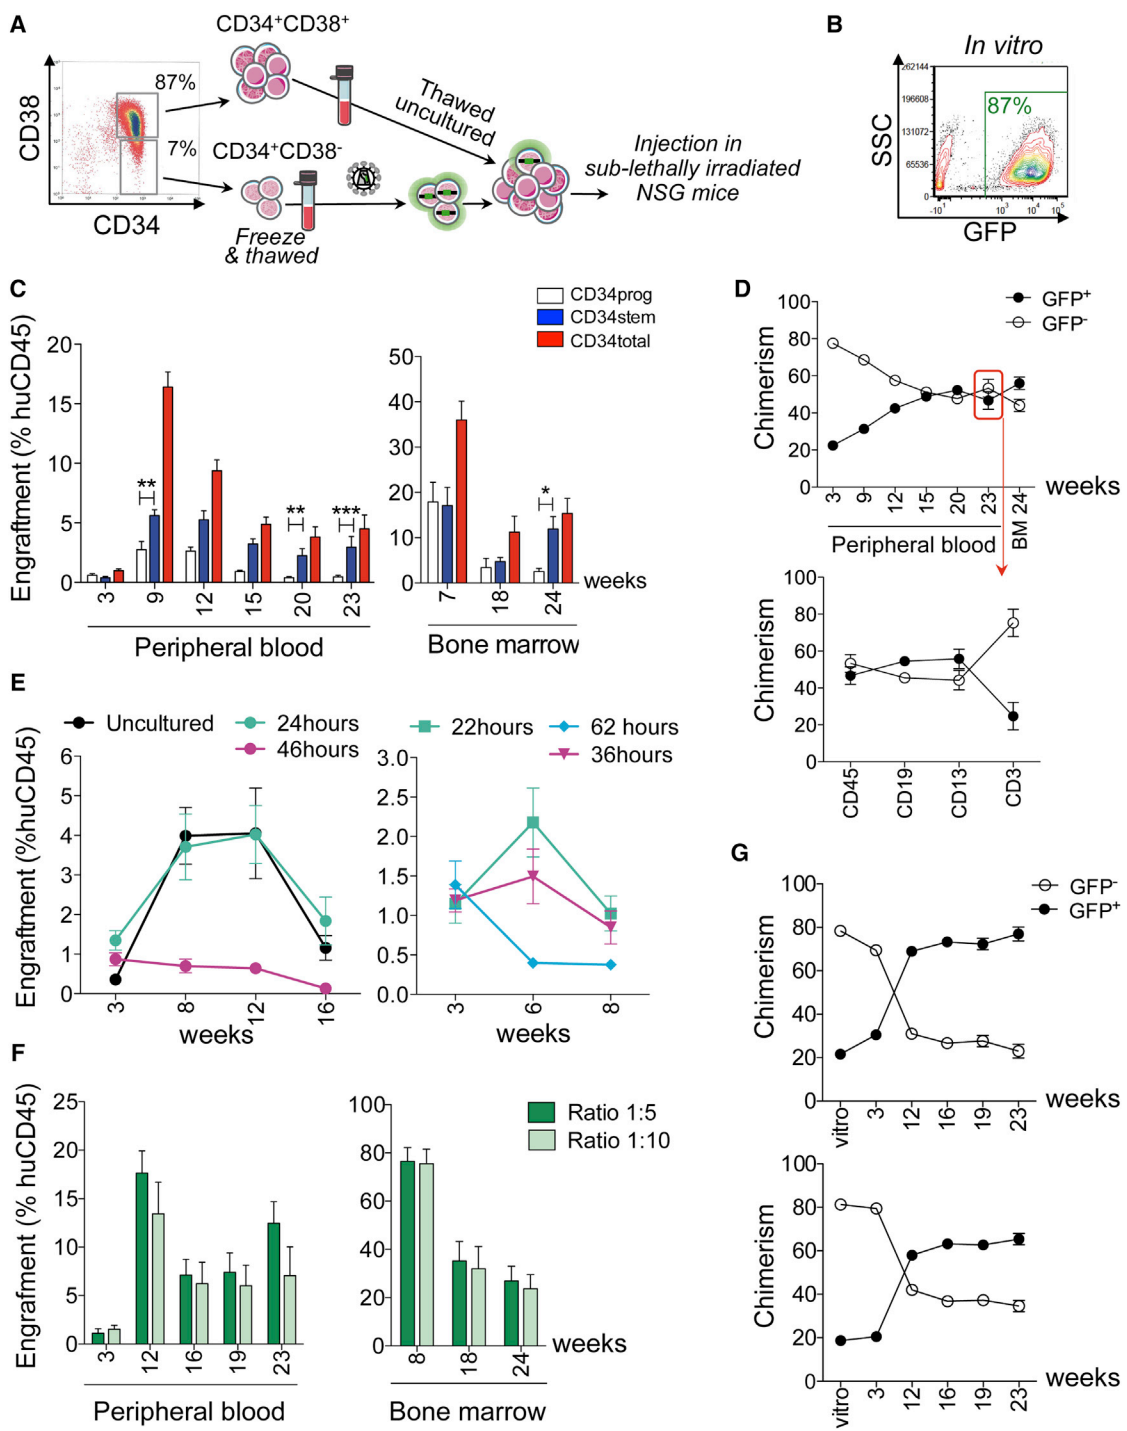 A
CD34⁺CD38⁺
CD38
87%
7%
CD34
CD34⁺CD38⁻
Freeze
& thawed
Thawed
uncultured
Injection in
sub-lethally irradiated
NSG mice
B
In vitro
SSC
262144
196608
131072
65536
0
87%
-10¹ 10³ 10⁴ 10⁵
GFP
C
CD34prog
CD34stem
CD34total
Engraftment (% huCD45)
20
15
10
5
0
** ** ***
3 9 12 15 20 23
Peripheral blood
50
40
30
20
10
0
*
7 18 24
weeks
Bone marrow
D
GFP⁺
GFP⁻
Chimerism
100
80
60
40
20
0
3 9 12 15 20 23 BM 24
weeks
Peripheral blood
Chimerism
100
80
60
40
20
0
CD45 CD19 CD13 CD3
E
Uncultured
24hours
46hours
Engraftment (%huCD45)
6
5
4
3
2
1
0
3 8 12 16
weeks
22hours
62 hours
36hours
3.0
2.5
2.0
1.5
1.0
0.5
0.0
3 6 8
weeks
F
Engrafment (% huCD45)
25
20
15
10
5
0
3 12 16 19 23
Peripheral blood
Ratio 1:5
Ratio 1:10
100
80
60
40
20
0
8 18 24
weeks
Bone marrow
G
GFP⁻
GFP⁺
Chimerism
100
80
60
40
20
0
vitro 3 12 16 19 23
weeks
Chimerism
100
80
60
40
20
0
vitro 3 12 16 19 23
weeks